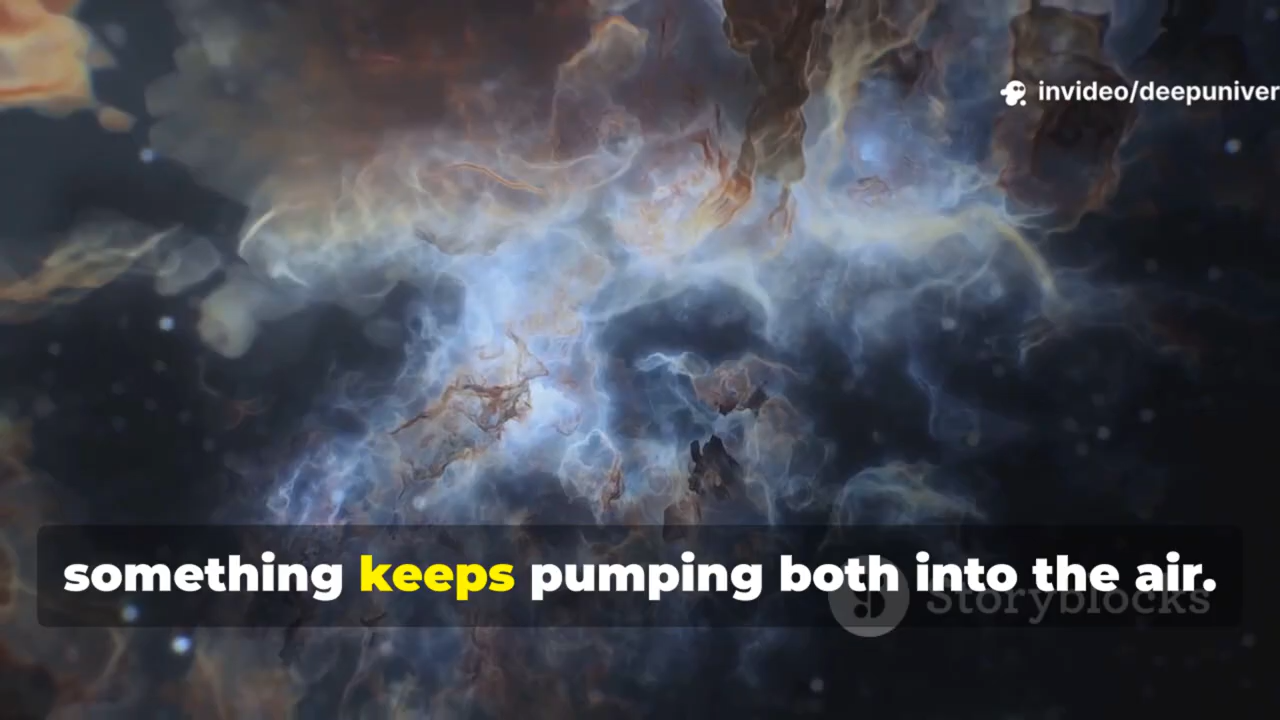 invideo/deepuniver
something keeps pumping both into the air.
Storyblocks